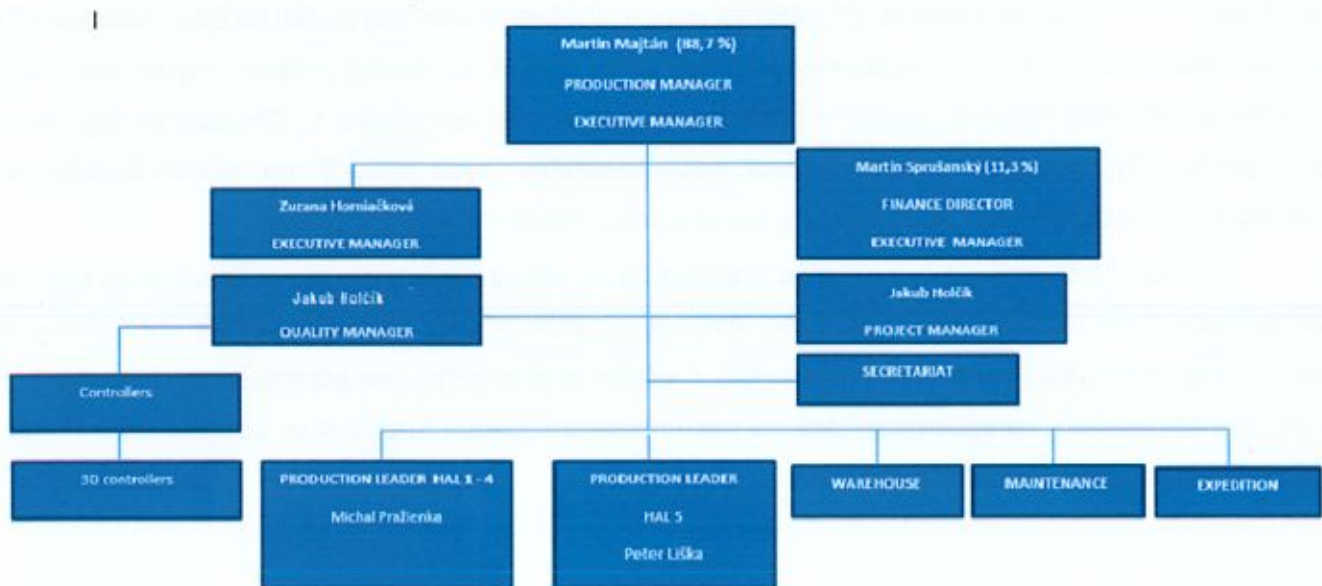 Martin Majtán (88,7 %)
PRODUCTION MANAGER
EXECUTIVE MANAGER
Zuzana Horniačková
EXECUTIVE MANAGER
Martin Sprušanský (11,3 %)
FINANCE DIRECTOR
EXECUTIVE MANAGER
Jakub Holčík
QUALITY MANAGER
Jakub Holčík
PROJECT MANAGER
SECRETARIAT
Controllers
30 controllers
PRODUCTION LEADER HAL 1 - 4
Michal Pražienka
PRODUCTION LEADER
HAL 5
Peter Liška
WAREHOUSE
MAINTENANCE
EXPEDITION